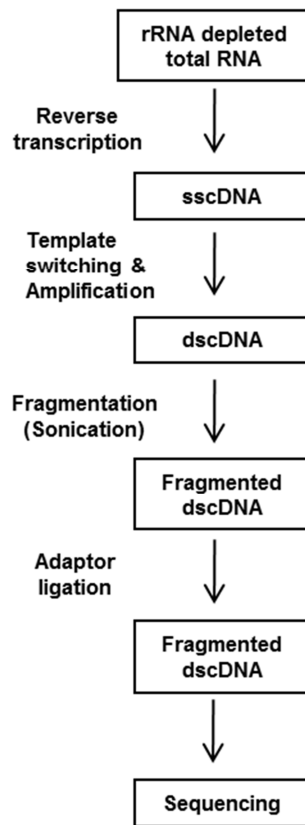 rRNA depleted
total RNA
Reverse
transcription
sscDNA
Template
switching &
Amplification
dscDNA
Fragmentation
(Sonication)
Fragmented
dscDNA
Adaptor
ligation
Fragmented
dscDNA
Sequencing